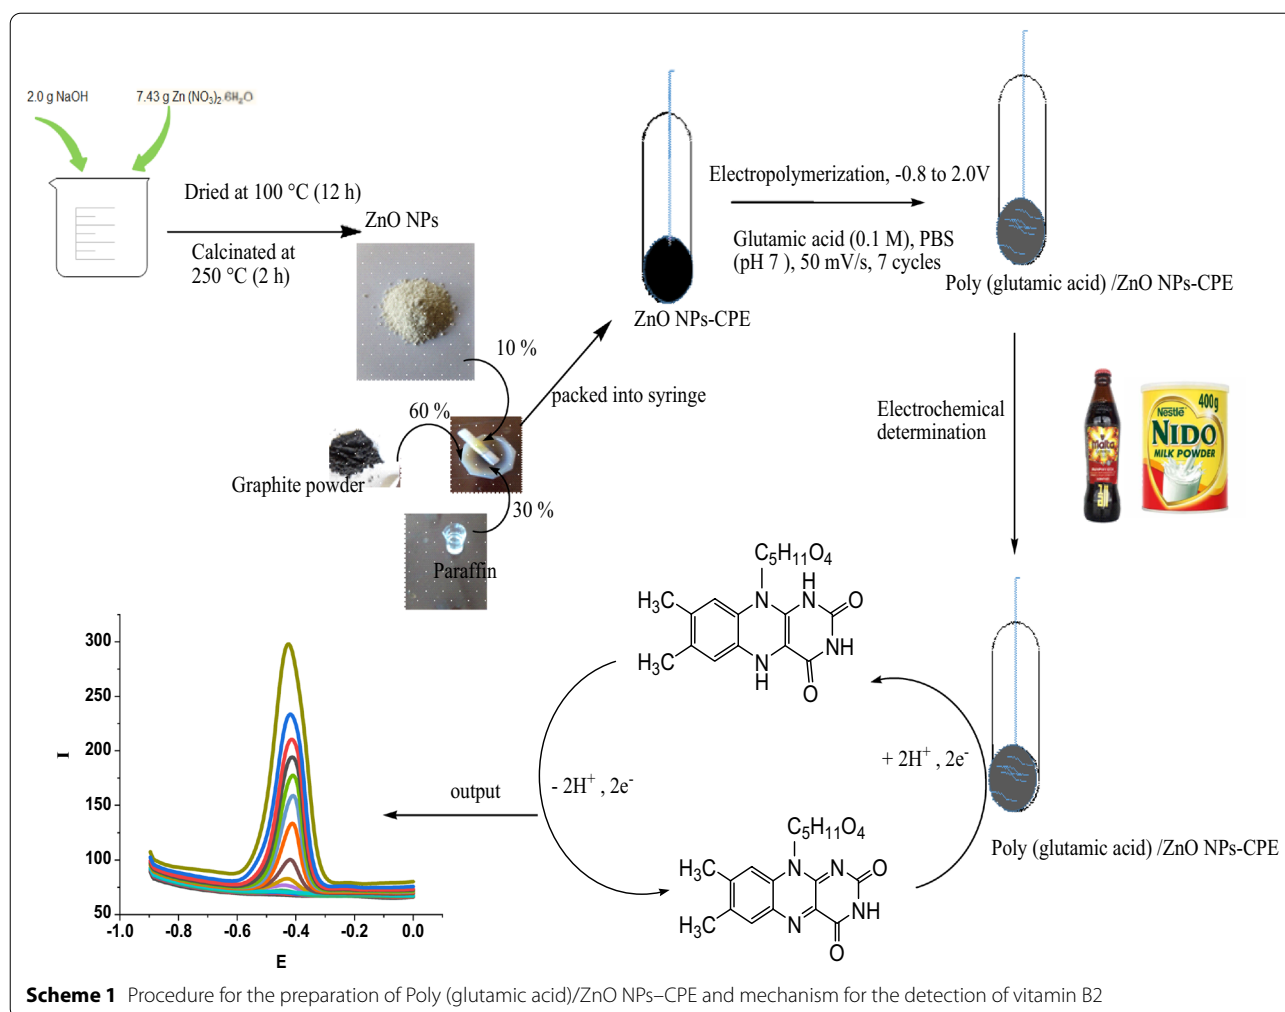 2.0 g NaOH
7.43 g Zn (NO₃)₂.6H₂O
Dried at 100 °C (12 h)
Calcinated at
250 °C (2 h)
ZnO NPs
10 %
60 %
Graphite powder
30 %
Paraffin
packed into syringe
ZnO NPs-CPE
Electropolymerization, -0.8 to 2.0V
Glutamic acid (0.1 M), PBS
(pH 7 ), 50 mV/s, 7 cycles
Poly (glutamic acid) /ZnO NPs-CPE
Electrochemical
determination
Malta
Nestle
400g
NIDO
MILK POWDER
C₅H₁₁O₄
H₃C
H₃C
N
H
N
O
NH
N
H
O
+ 2H⁺ , 2e⁻
- 2H⁺ , 2e⁻
output
Poly (glutamic acid) /ZnO NPs-CPE
C₅H₁₁O₄
H₃C
H₃C
N
N
O
NH
N
O
300
250
200
150
100
50
I
-1.0 -0.8 -0.6 -0.4 -0.2 0.0
E
Scheme 1 Procedure for the preparation of Poly (glutamic acid)/ZnO NPs–CPE and mechanism for the detection of vitamin B2